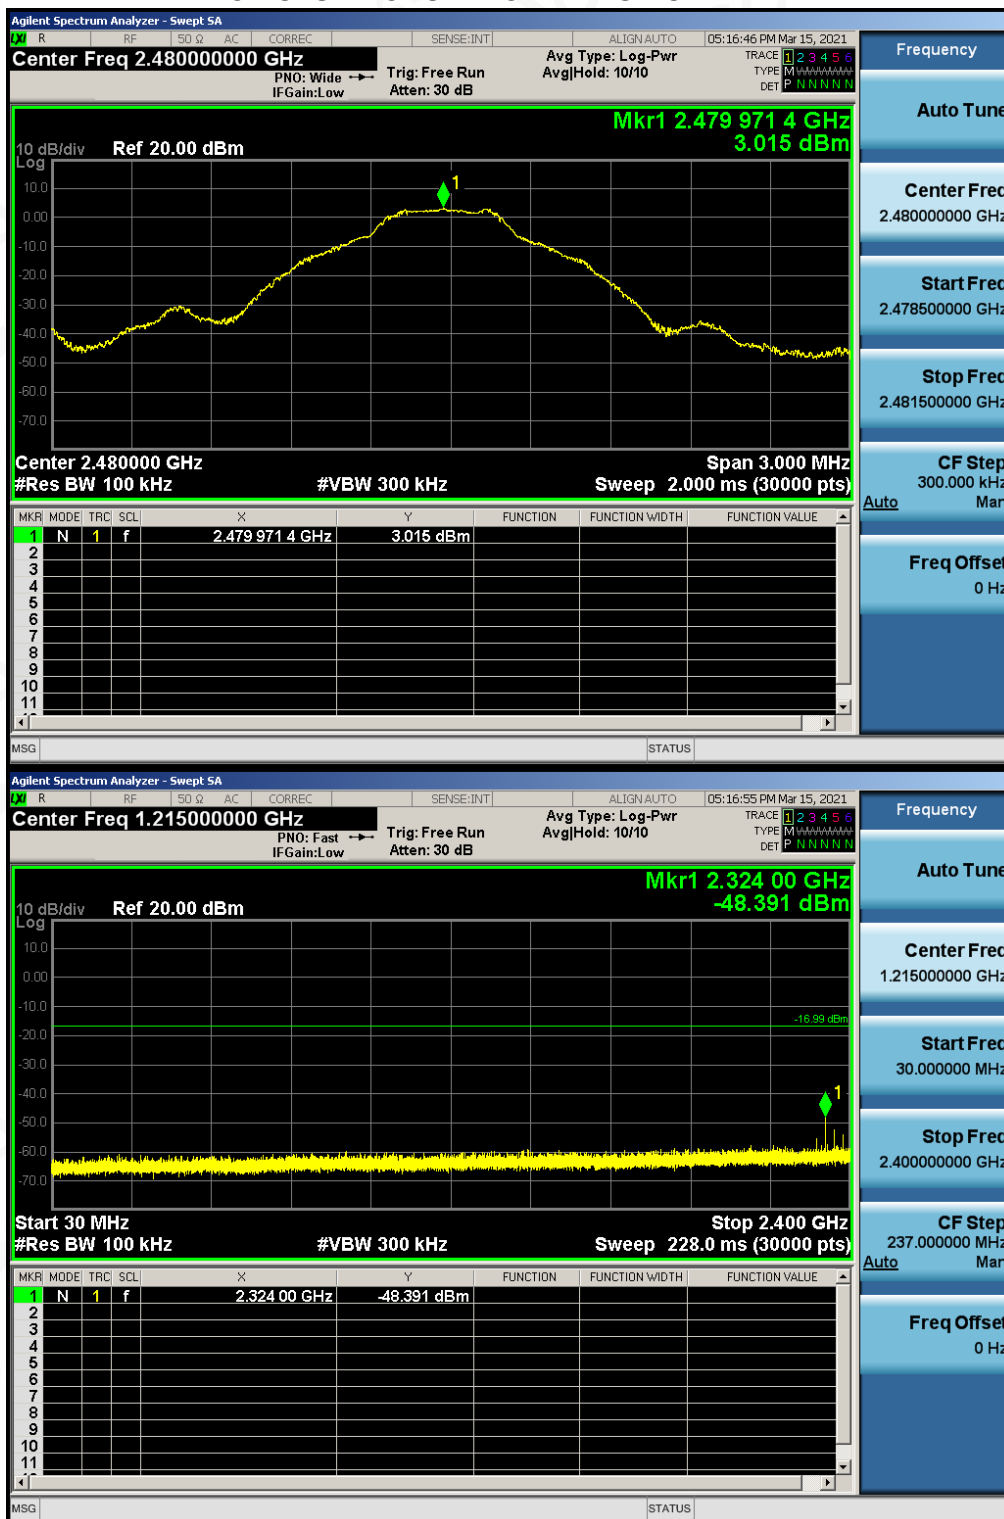 Agilent Spectrum Analyzer - Swept SA
LXI R RF 50 Ω AC CORREC SENSE:INT ALIGN AUTO 05:16:46 PM Mar 15, 2021
Center Freq 2.480000000 GHz Avg Type: Log-Pwr TRACE 1 2 3 4 5 6
PNO: Wide Trig: Free Run Avg|Hold: 10/10 TYPE M
IFGain:Low Atten: 30 dB DET P N N N N N
Mkr1 2.479 971 4 GHz
3.015 dBm
10 dB/div Ref 20.00 dBm
Log
10.0
1
0.00
-10.0
-20.0
-30.0
-40.0
-50.0
-60.0
-70.0
Center 2.480000 GHz Span 3.000 MHz
#Res BW 100 kHz #VBW 300 kHz Sweep 2.000 ms (30000 pts)
MKR MODE TRC SCL X Y FUNCTION FUNCTION WIDTH FUNCTION VALUE
1 N 1 f 2.479 971 4 GHz 3.015 dBm
2
3
4
5
6
7
8
9
10
11
MSG STATUS
Frequency
Auto Tune
Center Freq
2.480000000 GHz
Start Freq
2.478500000 GHz
Stop Freq
2.481500000 GHz
CF Step
300.000 kHz
Auto Man
Freq Offset
0 Hz
Agilent Spectrum Analyzer - Swept SA
LXI R RF 50 Ω AC CORREC SENSE:INT ALIGN AUTO 05:16:55 PM Mar 15, 2021
Center Freq 1.215000000 GHz Avg Type: Log-Pwr TRACE 1 2 3 4 5 6
PNO: Fast Trig: Free Run Avg|Hold: 10/10 TYPE M
IFGain:Low Atten: 30 dB DET P N N N N N
Mkr1 2.324 00 GHz
-48.391 dBm
10 dB/div Ref 20.00 dBm
Log
10.0
0.00
-10.0
-16.99 dBm
-20.0
-30.0
-40.0
1
-50.0
-60.0
-70.0
Start 30 MHz Stop 2.400 GHz
#Res BW 100 kHz #VBW 300 kHz Sweep 228.0 ms (30000 pts)
MKR MODE TRC SCL X Y FUNCTION FUNCTION WIDTH FUNCTION VALUE
1 N 1 f 2.324 00 GHz -48.391 dBm
2
3
4
5
6
7
8
9
10
11
MSG STATUS
Frequency
Auto Tune
Center Freq
1.215000000 GHz
Start Freq
30.000000 MHz
Stop Freq
2.400000000 GHz
CF Step
237.000000 MHz
Auto Man
Freq Offset
0 Hz